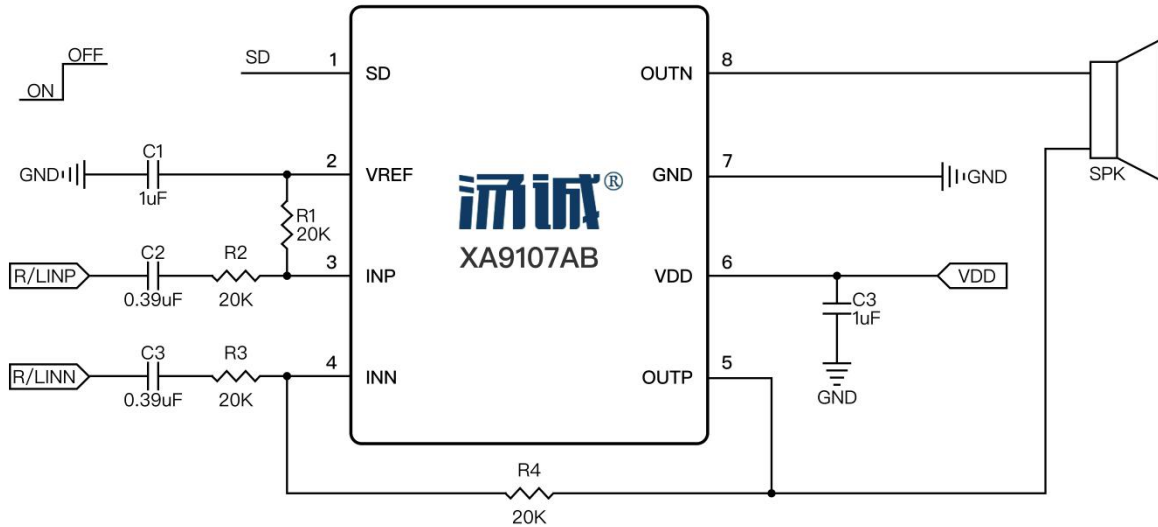 OFF
ON
SD
1
SD
OUTN
8
GND
C1
1uF
2
VREF
汤诚®
XA9107AB
GND
7
GND
SPK
R1
20K
R/LINP
C2
0.39uF
R2
20K
3
INP
VDD
6
VDD
C3
1uF
GND
R/LINN
C3
0.39uF
R3
20K
4
INN
OUTP
5
R4
20K